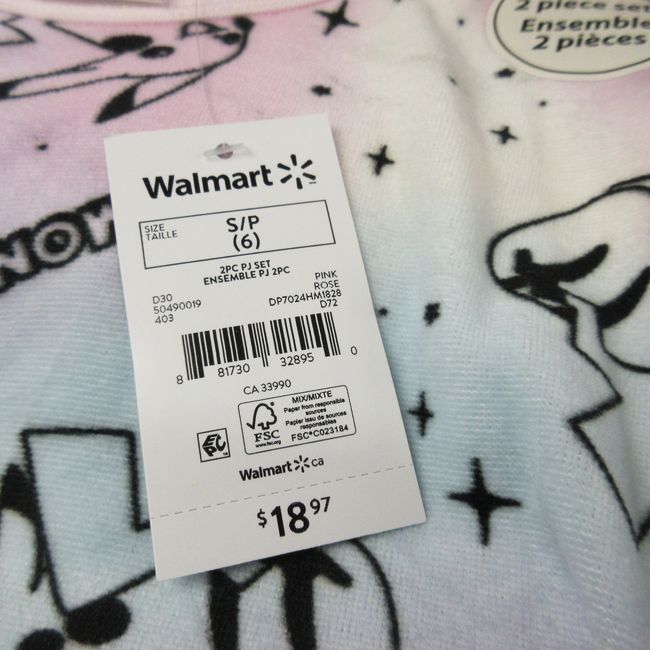 2 piece set
Ensemble
2 pièces
Walmart
SIZE
TAILLE
S/P
(6)
2PC PJ SET
ENSEMBLE PJ 2PC
D30
50490019
403
PINK
ROSE
DP7024HM1828
D72
8 81730 32895 0
CA 33990
EPC
FSC
www.fsc.org
MIX/MIXTE
Paper from responsible
sources
Papier issu de sources
responsables
FSC®C023184
Walmart ca
$18.97